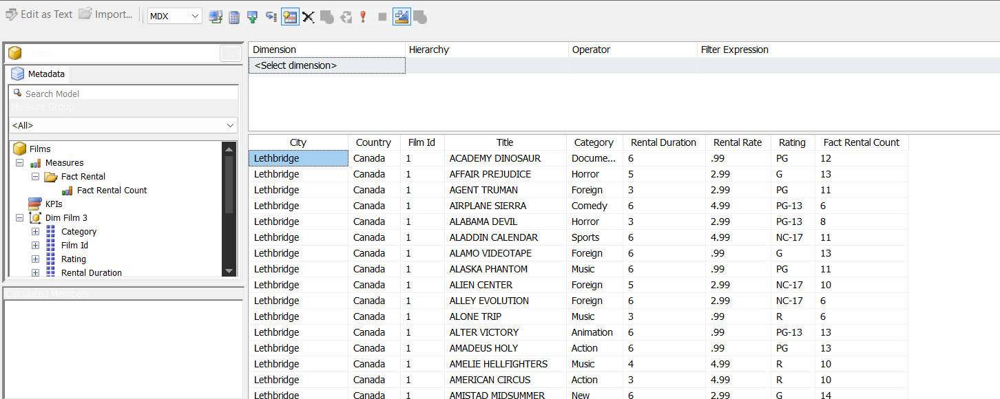 Edit as Text Import... MDX
Metadata
Search Model
Measure Group:
<All>
Films
Measures
Fact Rental
Fact Rental Count
KPIs
Dim Film 3
Category
Film Id
Rating
Rental Duration
Calculated Members
Dimension Hierarchy Operator Filter Expression
<Select dimension>
City Country Film Id Title Category Rental Duration Rental Rate Rating Fact Rental Count
Lethbridge Canada 1 ACADEMY DINOSAUR Docume... 6 .99 PG 12
Lethbridge Canada 1 AFFAIR PREJUDICE Horror 5 2.99 G 13
Lethbridge Canada 1 AGENT TRUMAN Foreign 3 2.99 PG 11
Lethbridge Canada 1 AIRPLANE SIERRA Comedy 6 4.99 PG-13 6
Lethbridge Canada 1 ALABAMA DEVIL Horror 3 2.99 PG-13 8
Lethbridge Canada 1 ALADDIN CALENDAR Sports 6 4.99 NC-17 11
Lethbridge Canada 1 ALAMO VIDEOTAPE Foreign 6 .99 G 13
Lethbridge Canada 1 ALASKA PHANTOM Music 6 .99 PG 11
Lethbridge Canada 1 ALIEN CENTER Foreign 5 2.99 NC-17 10
Lethbridge Canada 1 ALLEY EVOLUTION Foreign 6 2.99 NC-17 6
Lethbridge Canada 1 ALONE TRIP Music 3 .99 R 6
Lethbridge Canada 1 ALTER VICTORY Animation 6 .99 PG-13 13
Lethbridge Canada 1 AMADEUS HOLY Action 6 .99 PG 13
Lethbridge Canada 1 AMELIE HELLFIGHTERS Music 4 4.99 R 10
Lethbridge Canada 1 AMERICAN CIRCUS Action 3 4.99 R 10
Lethbridge Canada 1 AMISTAD MIDSUMMER New 6 2.99 G 14